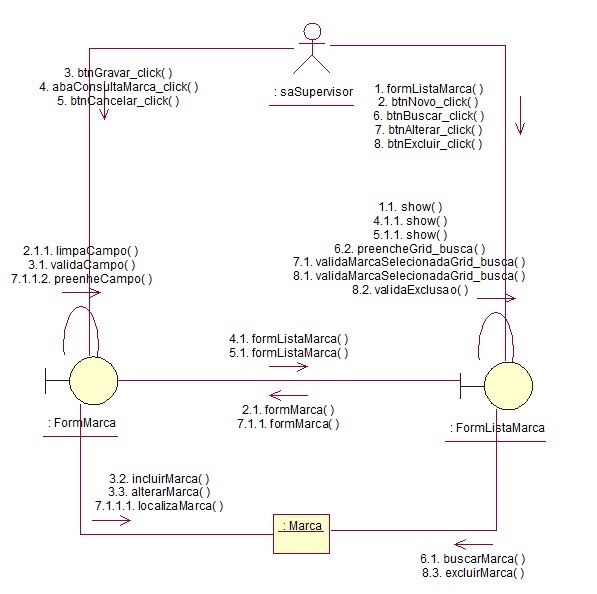 3. btnGravar_click( )
4. abaConsultaMarca_click( )
5. btnCancelar_click( )
: saSupervisor
1. formListaMarca( )
2. btnNovo_click( )
6. btnBuscar_click( )
7. btnAlterar_click( )
8. btnExcluir_click( )
2.1.1. limpaCampo( )
3.1. validaCampo( )
7.1.1.2. preenheCampo( )
1.1. show( )
4.1.1. show( )
5.1.1. show( )
6.2. preencheGrid_busca( )
7.1. validaMarcaSelecionadaGrid_busca( )
8.1. validaMarcaSelecionadaGrid_busca( )
8.2. validaExclusao( )
4.1. formListaMarca( )
5.1. formListaMarca( )
2.1. formMarca( )
7.1.1. formMarca( )
: FormMarca
: FormListaMarca
3.2. incluirMarca( )
3.3. alterarMarca( )
7.1.1.1. localizaMarca( )
: Marca
6.1. buscarMarca( )
8.3. excluirMarca( )